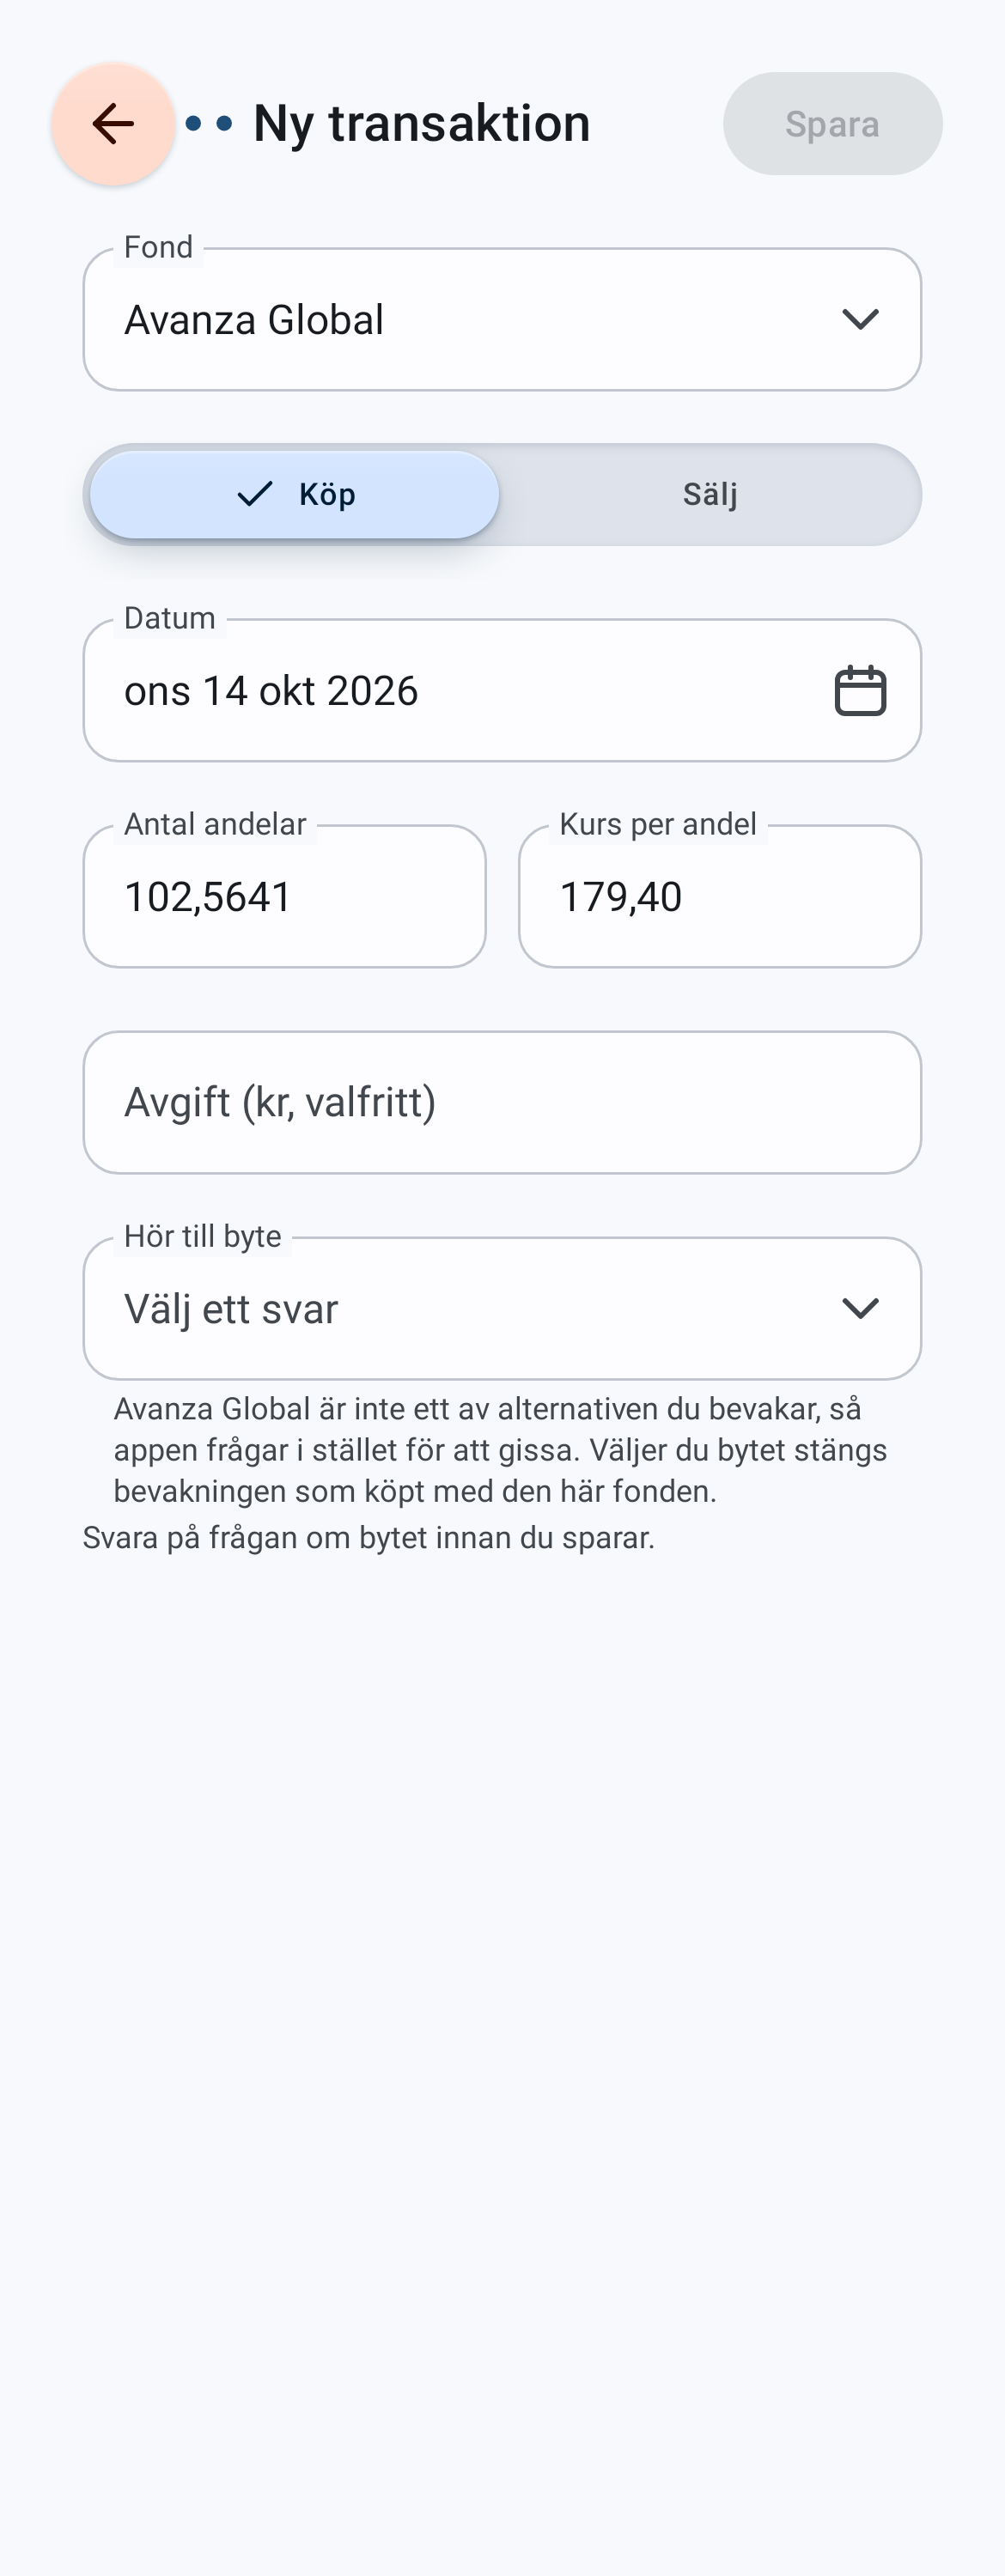 Ny transaktion
Spara
Fond
Avanza Global
Köp
Sälj
Datum
ons 14 okt 2026
Antal andelar
Kurs per andel
102,5641
179,40
Avgift (kr, valfritt)
Hör till byte
Välj ett svar
Avanza Global är inte ett av alternativen du bevakar, så
appen frågar i stället för att gissa. Väljer du bytet stängs
bevakningen som köpt med den här fonden.
Svara på frågan om bytet innan du sparar.